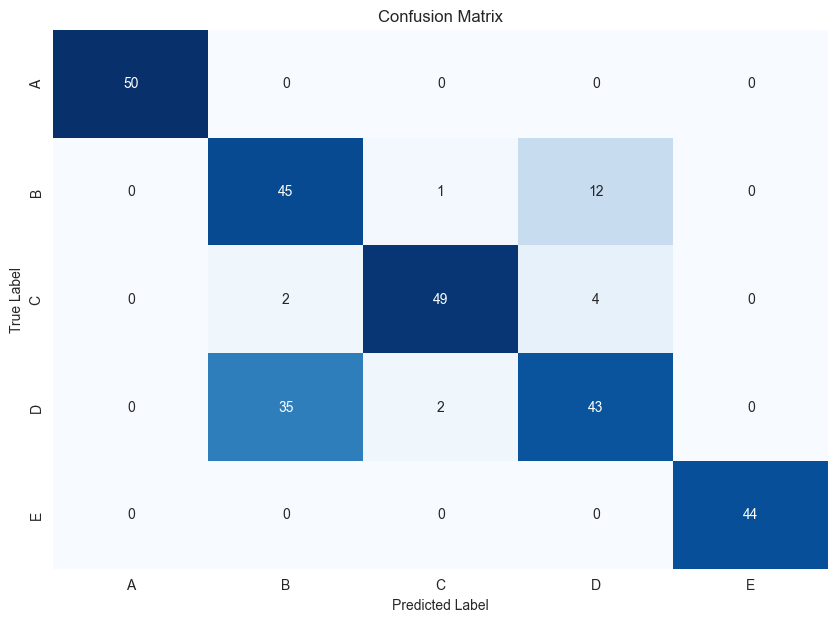 Confusion Matrix
True Label
A 50 0 0 0 0
B 0 45 1 12 0
C 0 2 49 4 0
D 0 35 2 43 0
E 0 0 0 0 44
A B C D E
Predicted Label